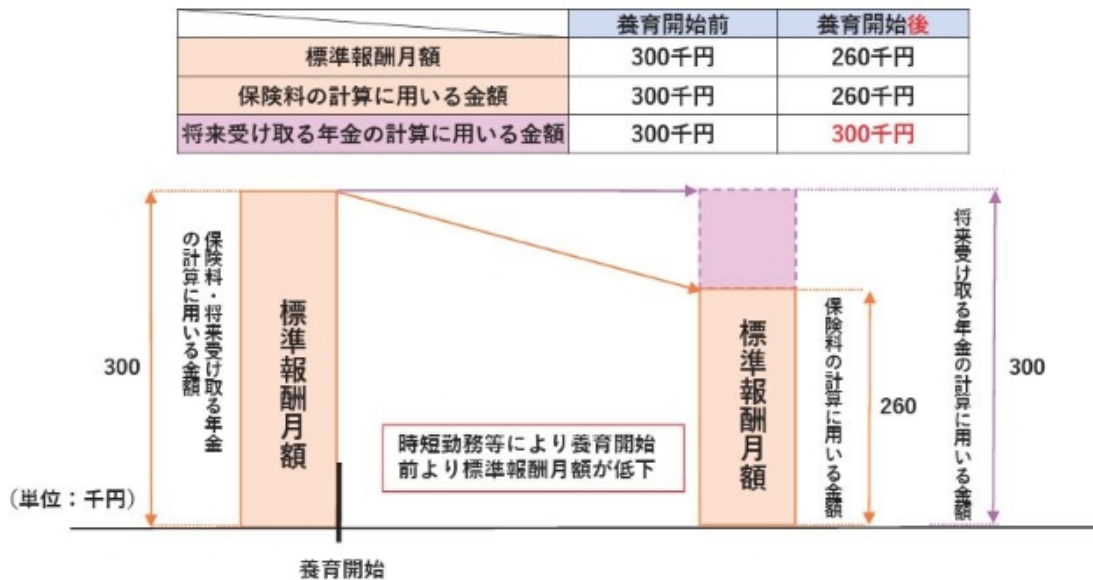 養育開始前 養育開始後
標準報酬月額 300千円 260千円
保険料の計算に用いる金額 300千円 260千円
将来受け取る年金の計算に用いる金額 300千円 300千円
300
保険料・将来受け取る年金
の計算に用いる金額
標準報酬月額
時短勤務等により養育開始
前より標準報酬月額が低下
標準報酬月額
保険料の計算に用いる金額
260
将来受け取る年金の計算に用いる金額
300
（単位：千円）
養育開始